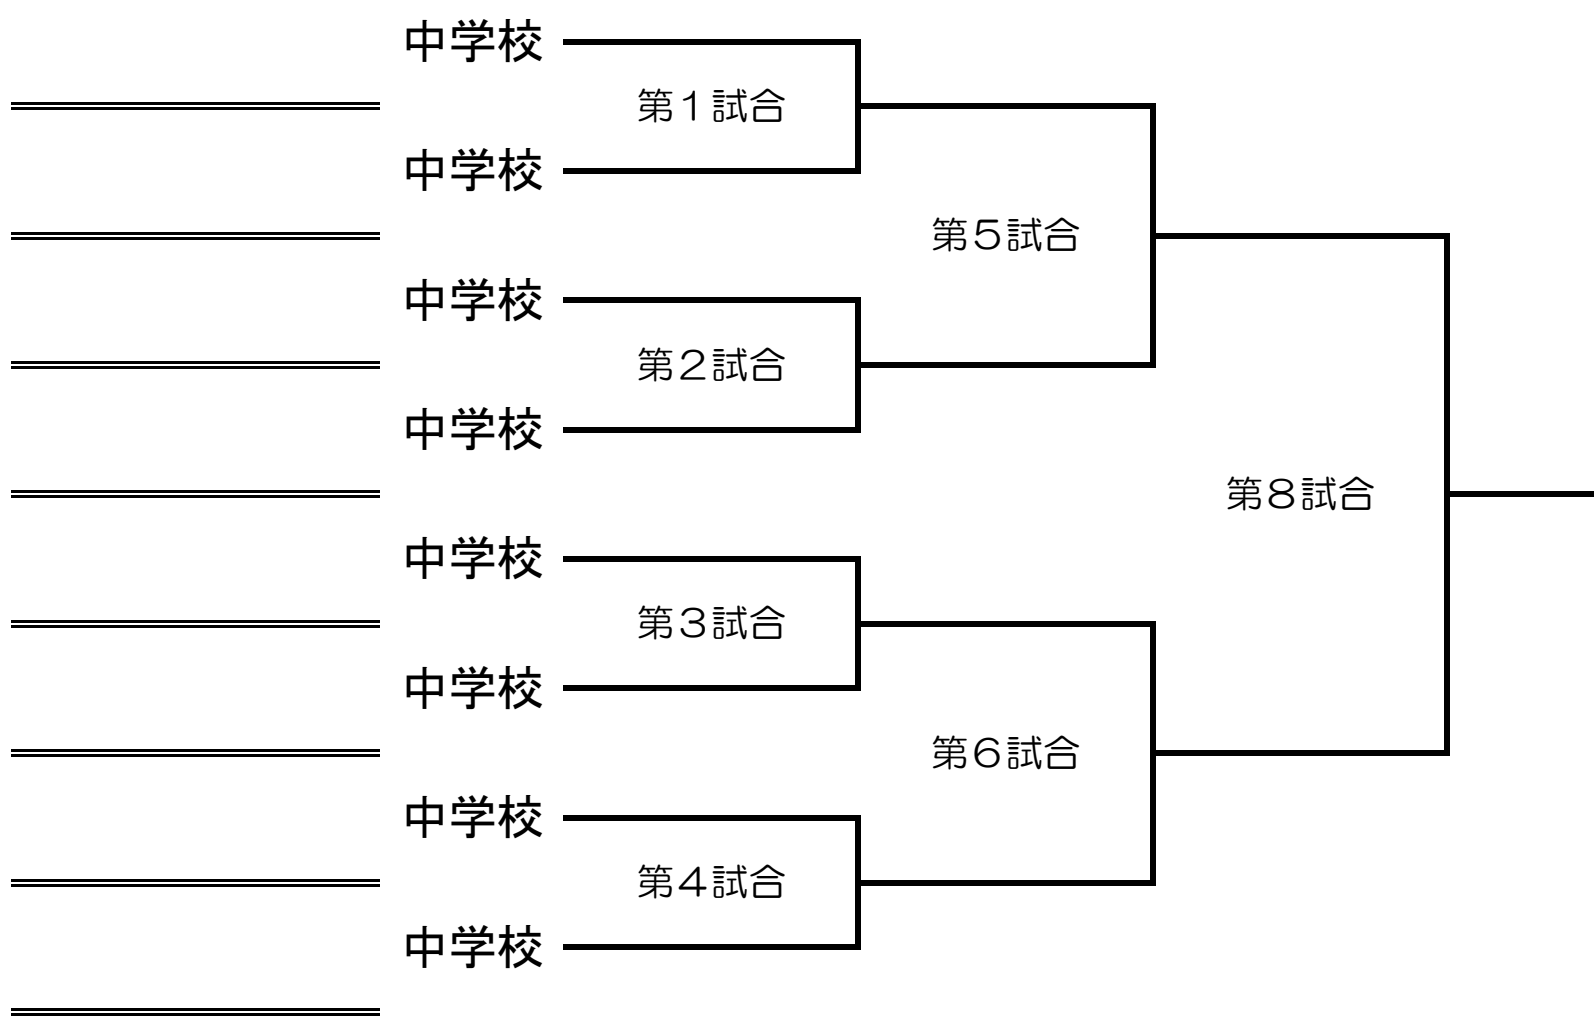 中学校
第１試合
中学校
第５試合
中学校
第２試合
中学校
第８試合
中学校
第３試合
中学校
第６試合
中学校
第４試合
中学校